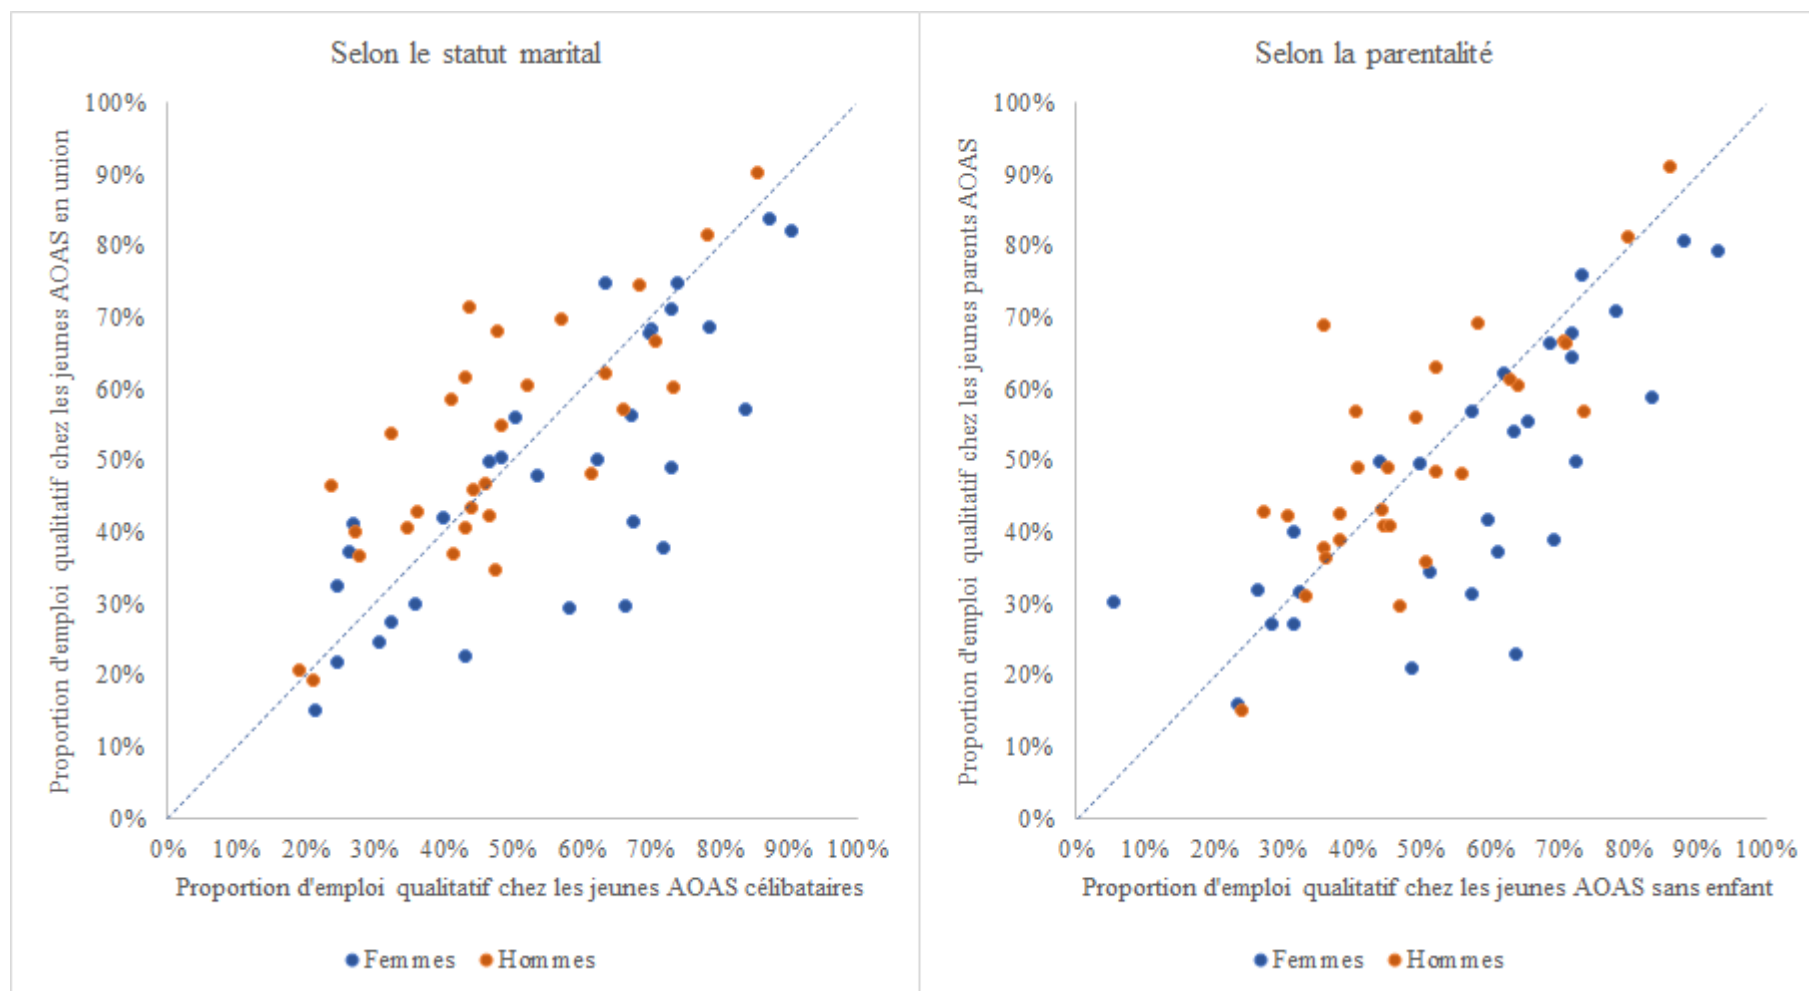 Selon le statut marital
100%
90%
80%
70%
60%
50%
40%
30%
20%
10%
0%
Proportion d'emploi qualitatif chez les jeunes AOAS en union
0% 10% 20% 30% 40% 50% 60% 70% 80% 90% 100%
Proportion d'emploi qualitatif chez les jeunes AOAS célibataires
Femmes Hommes
Selon la parentalité
100%
90%
80%
70%
60%
50%
40%
30%
20%
10%
0%
Proportion d'emploi qualitatif chez les jeunes parents AOAS
0% 10% 20% 30% 40% 50% 60% 70% 80% 90% 100%
Proportion d'emploi qualitatif chez les jeunes AOAS sans enfant
Femmes Hommes